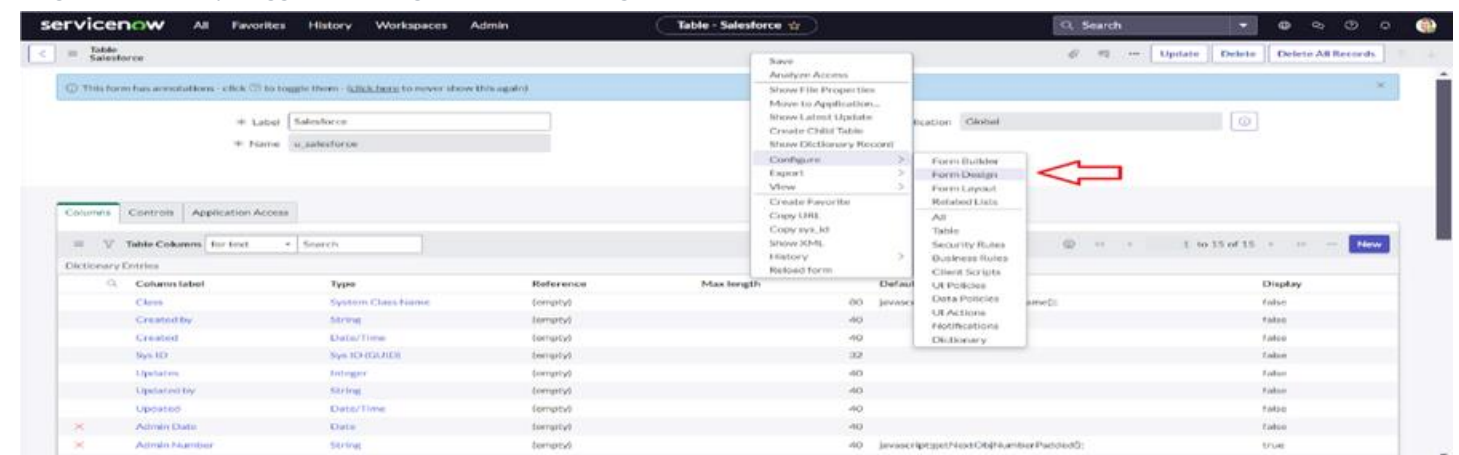 servicenow All Favorites History Workspaces Admin Table - Salesforce Search
Table
Salesforce
Update Delete Delete All Records
This form has annotations - click to toggle them - (click here to never show this again)
Label Salesforce
Name u_salesforce
Application Global
Save
Analyze Access
Show File Properties
Move to Application...
Show Latest Update
Create Child Table
Show Dictionary Record
Configure >
Export >
View >
Create Favorite
Copy URL
Copy sys_id
Show XML
History >
Reload form
Form Builder
Form Design
Form Layout
Related Lists
All
Table
Security Rules
Business Rules
Client Scripts
UI Policies
Data Policies
UI Actions
Notifications
Dictionary
Columns Controls Application Access
Table Columns for text Search 1 to 15 of 15 New
Dictionary Entries
Column label Type Reference Max length Defaul Display
Class System Class Name (empty) 80 javasc ame(); false
Created by String (empty) 40 false
Created Date/Time (empty) 40 false
Sys ID Sys ID (GUID) (empty) 32 false
Updates Integer (empty) 40 false
Updated by String (empty) 40 false
Updated Date/Time (empty) 40 false
Admin Date Date (empty) 40 false
Admin Number String (empty) 40 javascript:getNextObjNumberPadded(); true